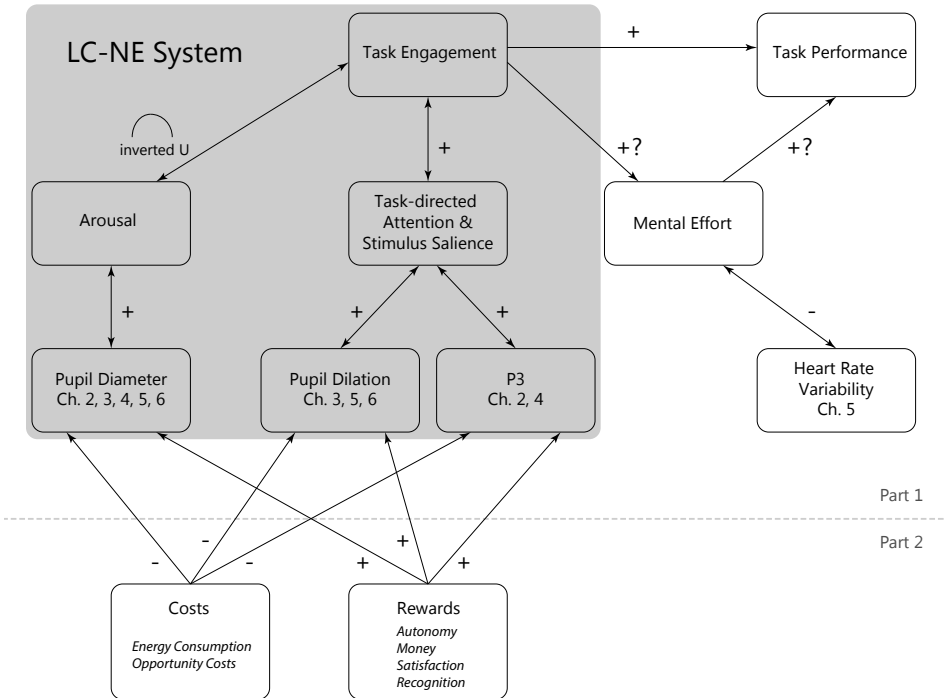 LC-NE System
Task Engagement
+
Task Performance
inverted U
+
+?
+?
Arousal
Task-directed
Attention &
Stimulus Salience
Mental Effort
+
+
+
-
Pupil Diameter
Ch. 2, 3, 4, 5, 6
Pupil Dilation
Ch. 3, 5, 6
P3
Ch. 2, 4
Heart Rate
Variability
Ch. 5
Part 1
Part 2
-
-
-
+
+
+
Costs
Energy Consumption
Opportunity Costs
Rewards
Autonomy
Money
Satisfaction
Recognition